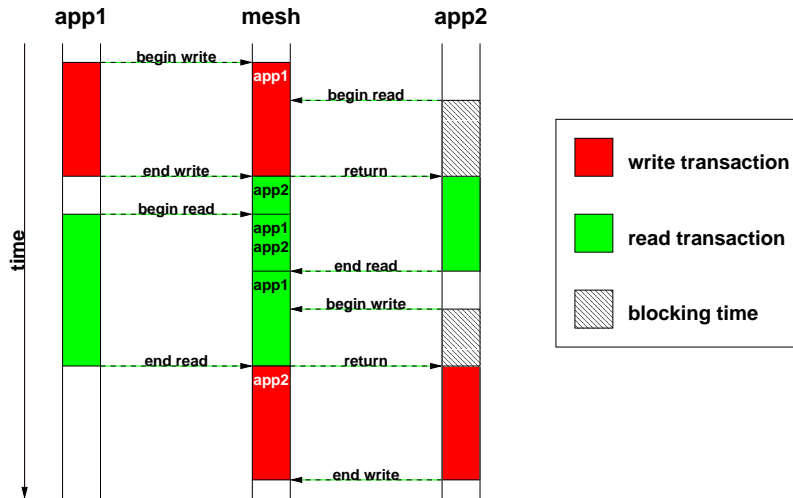 app1 mesh app2
begin write
app1
begin read
end write
return
app2
begin read
app1
app2
end read
app1
begin write
end read
return
app2
end write
time
write transaction
read transaction
blocking time